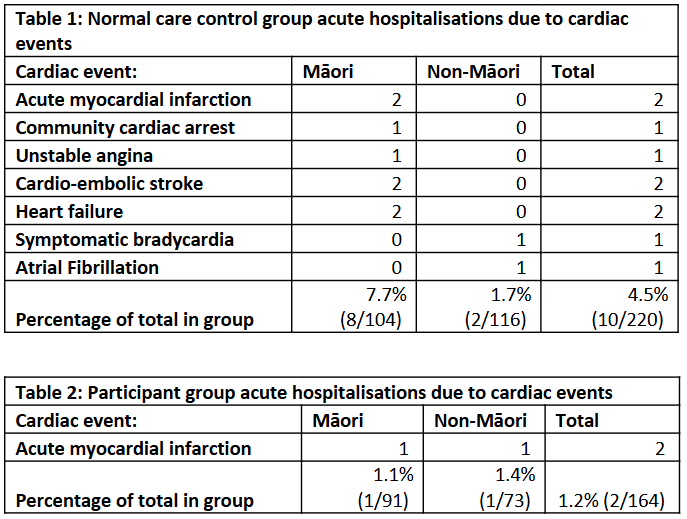 Table 1: Normal care control group acute hospitalisations due to cardiac
events
Cardiac event: Māori Non-Māori Total
Acute myocardial infarction 2 0 2
Community cardiac arrest 1 0 1
Unstable angina 1 0 1
Cardio-embolic stroke 2 0 2
Heart failure 2 0 2
Symptomatic bradycardia 0 1 1
Atrial Fibrillation 0 1 1
7.7% 1.7% 4.5%
Percentage of total in group (8/104) (2/116) (10/220)
Table 2: Participant group acute hospitalisations due to cardiac events
Cardiac event: Māori Non-Māori Total
Acute myocardial infarction 1 1 2
1.1% 1.4%
Percentage of total in group (1/91) (1/73) 1.2% (2/164)